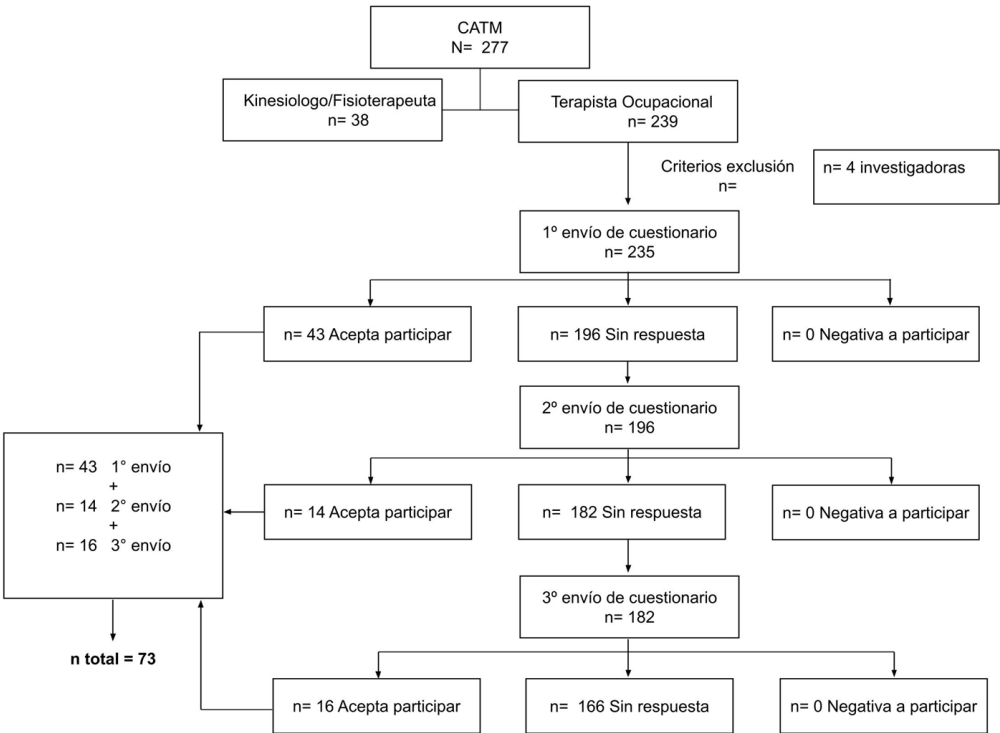 CATM
N= 277
Kinesiologo/Fisioterapeuta
n= 38
Terapista Ocupacional
n= 239
Criterios exclusión
n=
n= 4 investigadoras
1º envío de cuestionario
n= 235
n= 43 Acepta participar
n= 196 Sin respuesta
n= 0 Negativa a participar
2º envío de cuestionario
n= 196
n= 43 1° envío
+
n= 14 2° envío
+
n= 16 3° envío
n= 14 Acepta participar
n= 182 Sin respuesta
n= 0 Negativa a participar
3º envío de cuestionario
n= 182
n total = 73
n= 16 Acepta participar
n= 166 Sin respuesta
n= 0 Negativa a participar